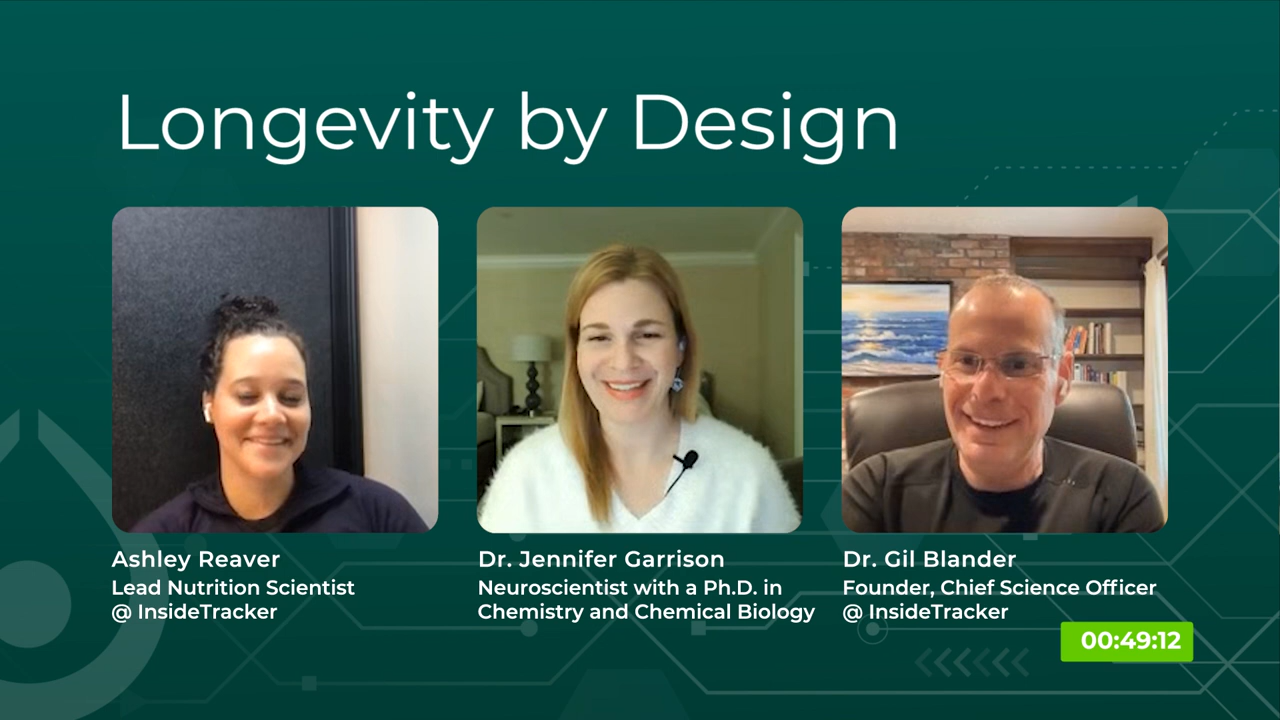 Longevity by Design
Ashley Reaver
Lead Nutrition Scientist
@ InsideTracker
Dr. Jennifer Garrison
Neuroscientist with a Ph.D. in
Chemistry and Chemical Biology
Dr. Gil Blander
Founder, Chief Science Officer
@ InsideTracker
00:49:12